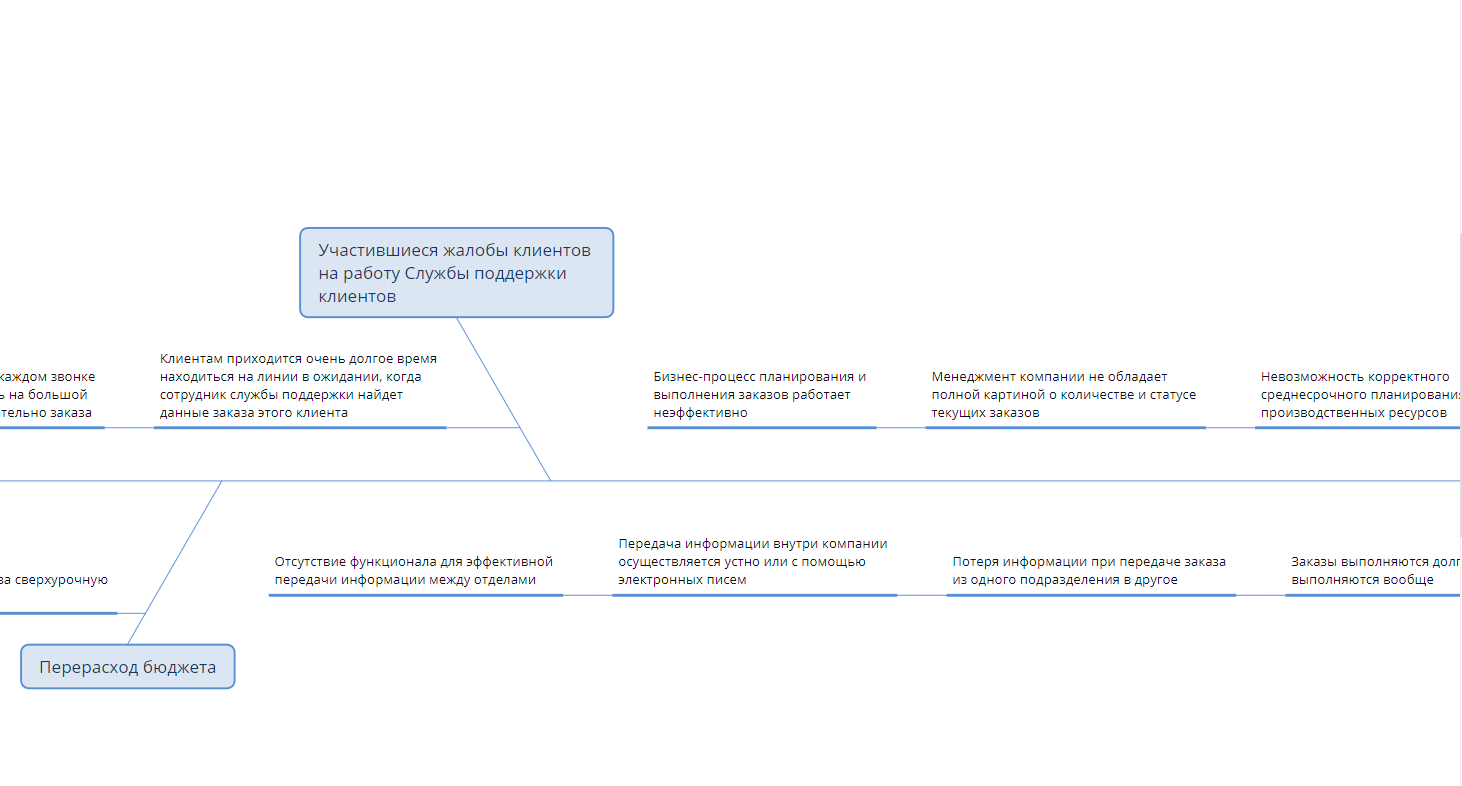 Участившиеся жалобы клиентов
на работу Службы поддержки
клиентов
каждом звонке
на большой
заказа
Клиентам приходится очень долгое время
находиться на линии в ожидании, когда
сотрудник службы поддержки найдет
данные заказа этого клиента
Бизнес-процесс планирования и
выполнения заказов работает
неэффективно
Менеджмент компании не обладает
полной картиной о количестве и статусе
текущих заказов
Невозможность корректного
среднесрочного планирования
производственных ресурсов
за сверхурочную
Отсутствие функционала для эффективной
передачи информации между отделами
Передача информации внутри компании
осуществляется устно или с помощью
электронных писем
Потеря информации при передаче заказа
из одного подразделения в другое
Заказы выполняются
выполняются вообще
Перерасход бюджета